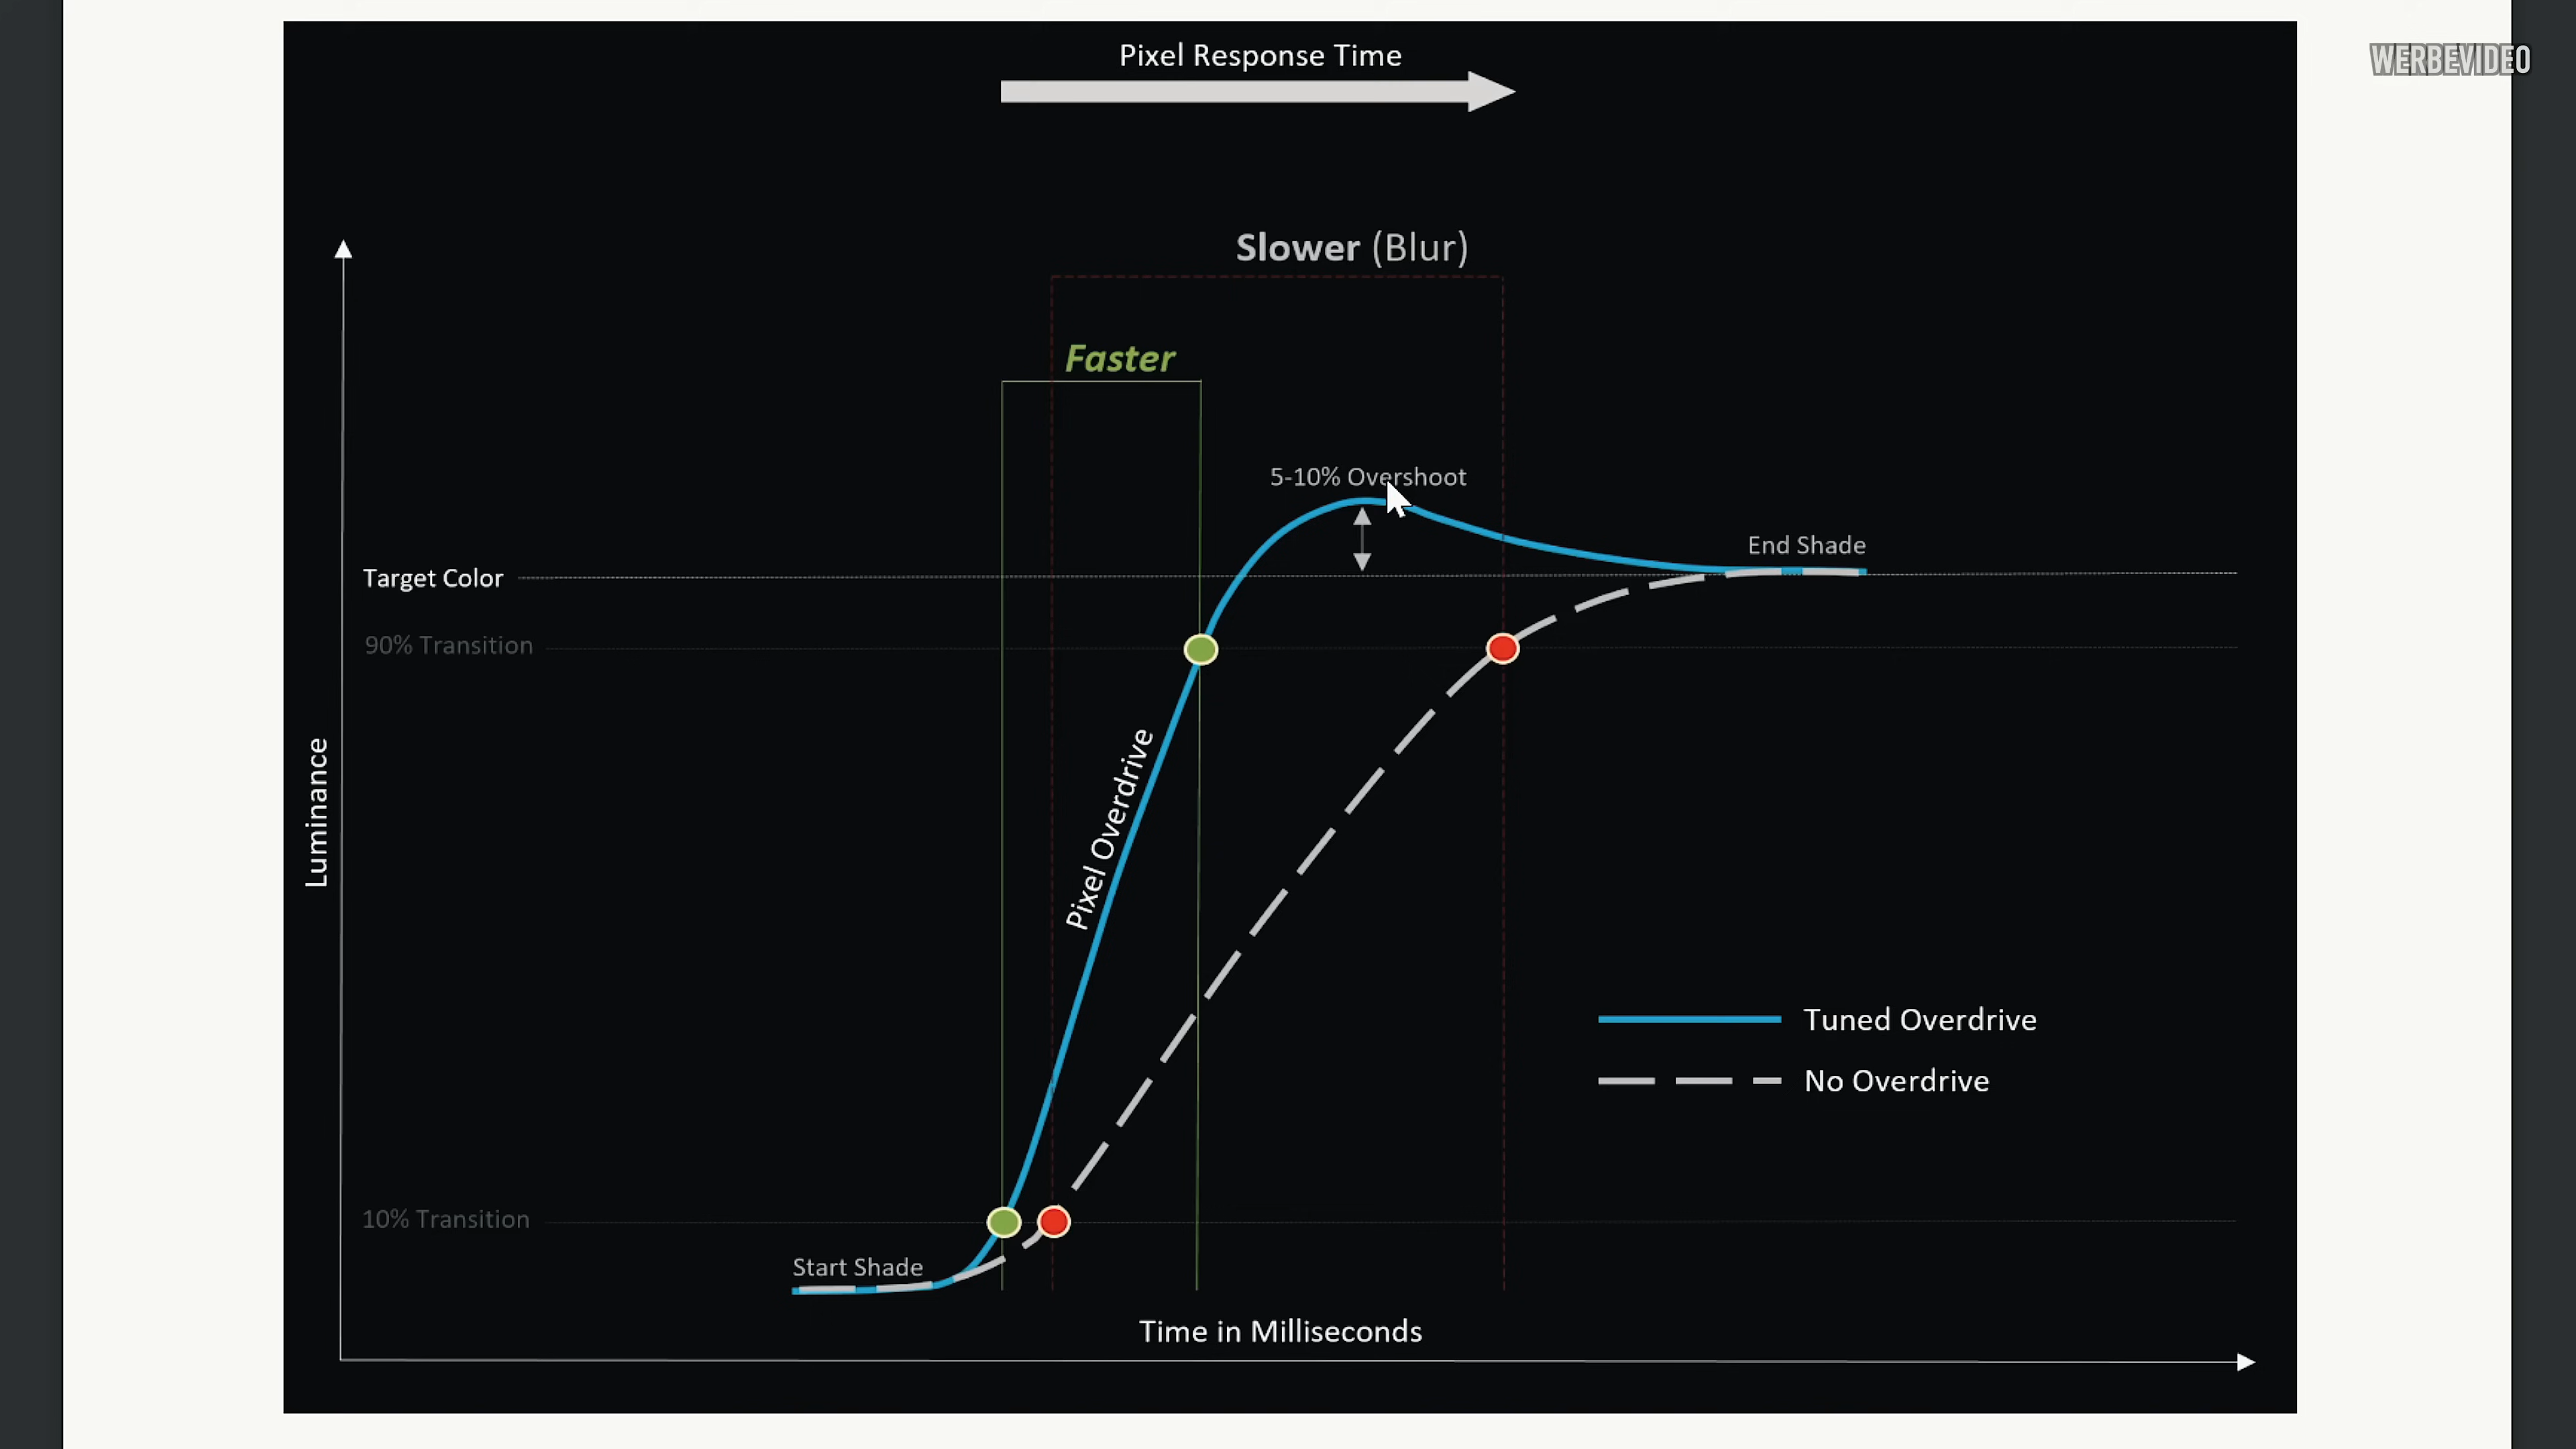 Pixel Response Time
WERBEVIDEO
Slower (Blur)
Faster
5-10% Overshoot
End Shade
Target Color
90% Transition
Luminance
Pixel Overdrive
Tuned Overdrive
No Overdrive
10% Transition
Start Shade
Time in Milliseconds